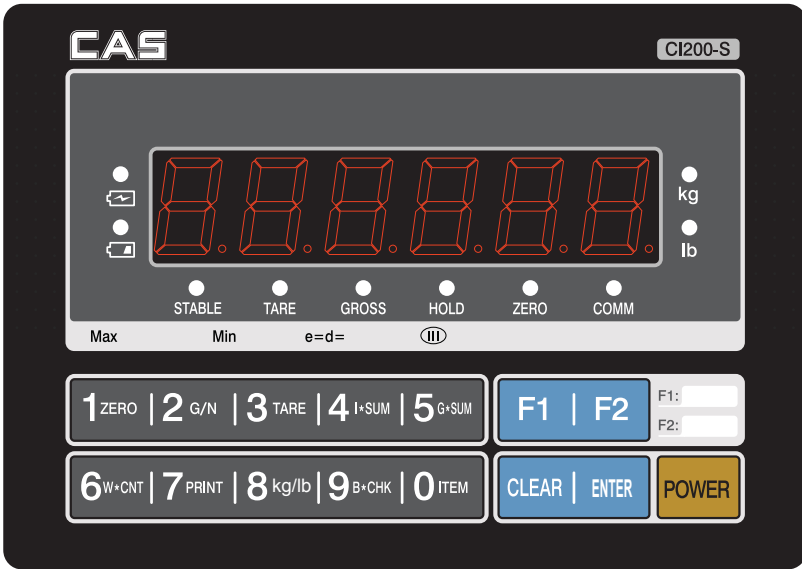 CAS
CI200-S
kg
lb
STABLE TARE GROSS HOLD ZERO COMM
Max Min e=d= III
1 ZERO 2 G/N 3 TARE 4 I*SUM 5 G*SUM
F1 F2
F1:
F2:
6 W*CNT 7 PRINT 8 kg/lb 9 B*CHK 0 ITEM
CLEAR ENTER
POWER